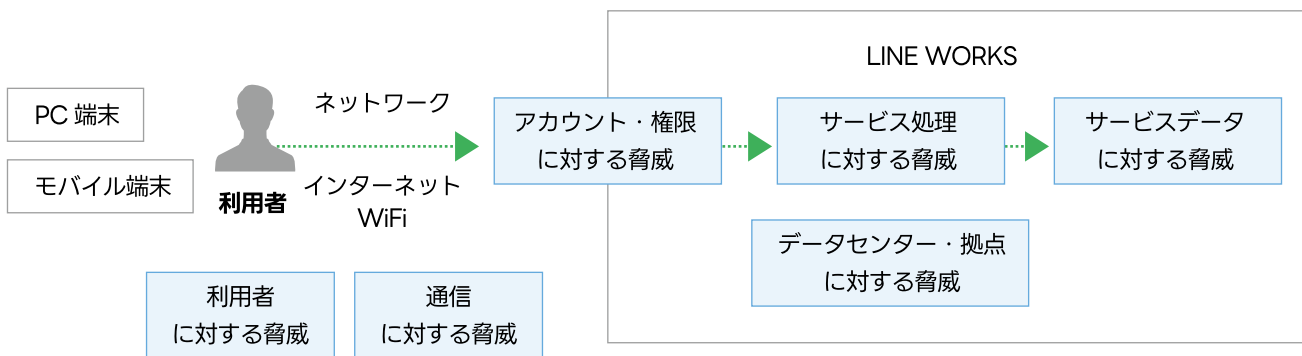 LINE WORKS
PC 端末
モバイル端末
利用者
ネットワーク
インターネット
WiFi
アカウント・権限
に対する脅威
サービス処理
に対する脅威
サービスデータ
に対する脅威
データセンター・拠点
に対する脅威
利用者
に対する脅威
通信
に対する脅威